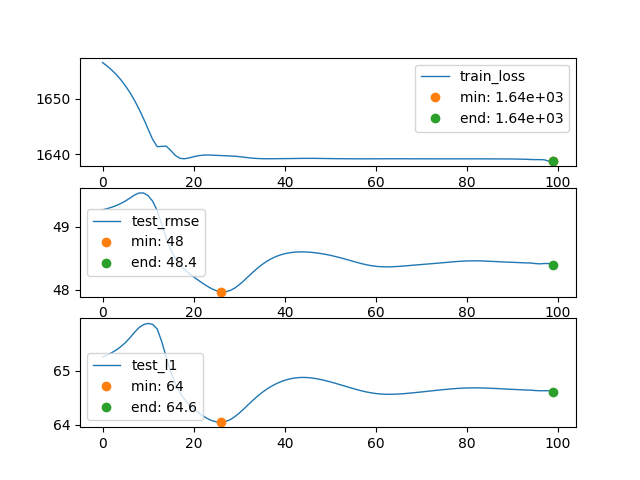 1650
1640
train_loss
min: 1.64e+03
end: 1.64e+03
0 20 40 60 80 100
49
48
test_rmse
min: 48
end: 48.4
0 20 40 60 80 100
65
64
test_l1
min: 64
end: 64.6
0 20 40 60 80 100